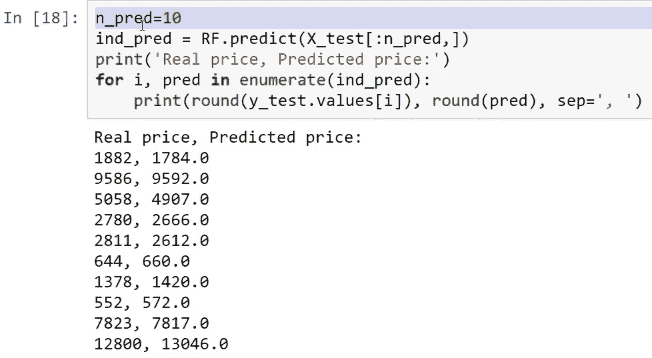 In [18]:
n_pred=10
ind_pred = RF.predict(X_test[:n_pred,])
print('Real price, Predicted price:')
for i, pred in enumerate(ind_pred):
    print(round(y_test.values[i]), round(pred), sep=', ')
Real price, Predicted price:
1882, 1784.0
9586, 9592.0
5058, 4907.0
2780, 2666.0
2811, 2612.0
644, 660.0
1378, 1420.0
552, 572.0
7823, 7817.0
12800, 13046.0